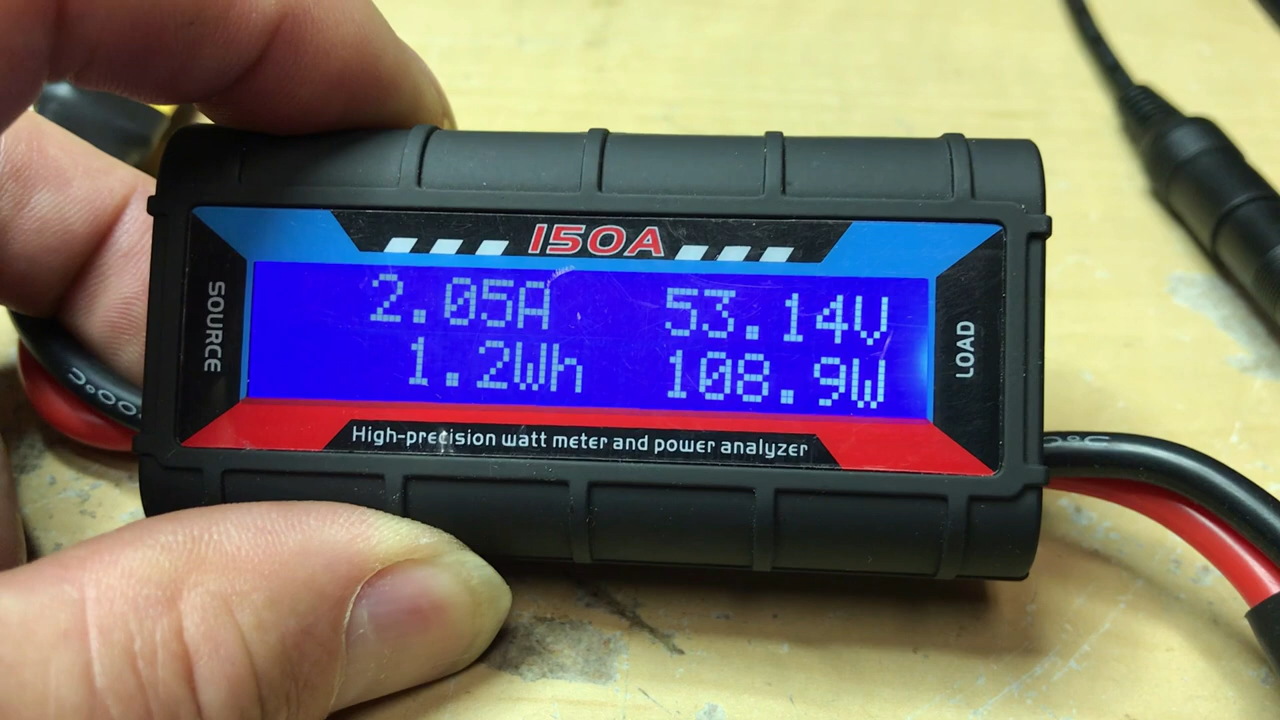 150A
SOURCE
2.05A 53.14V
1.2Wh 108.9W
LOAD
High-precision watt meter and power analyzer